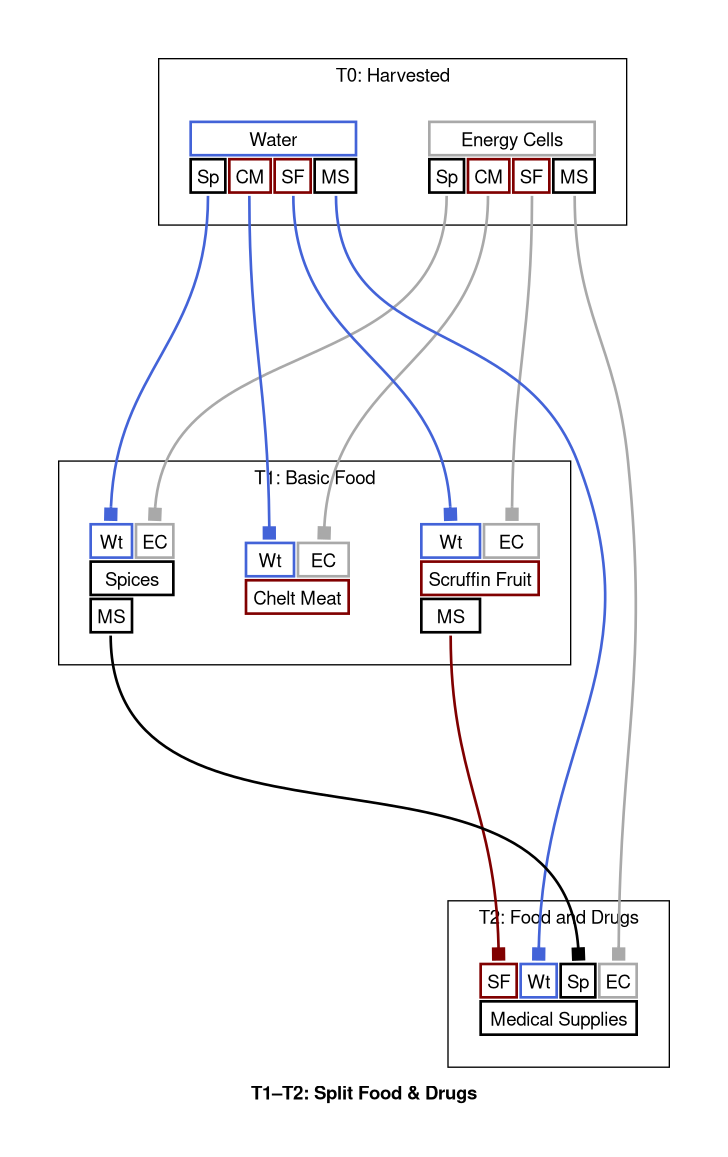 T0: Harvested
Water
Energy Cells
Sp CM SF MS
Sp CM SF MS
T1: Basic Food
Wt EC
Spices
MS
Wt EC
Chelt Meat
Wt EC
Scruffin Fruit
MS
T2: Food and Drugs
SF Wt Sp EC
Medical Supplies
T1–T2: Split Food & Drugs